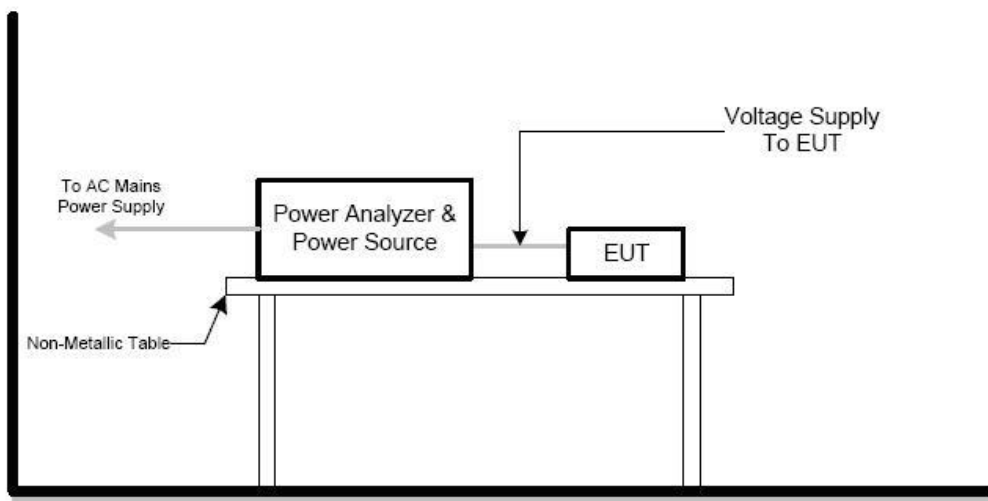 Voltage Supply
To EUT
To AC Mains
Power Supply
Power Analyzer &
Power Source
EUT
Non-Metallic Table